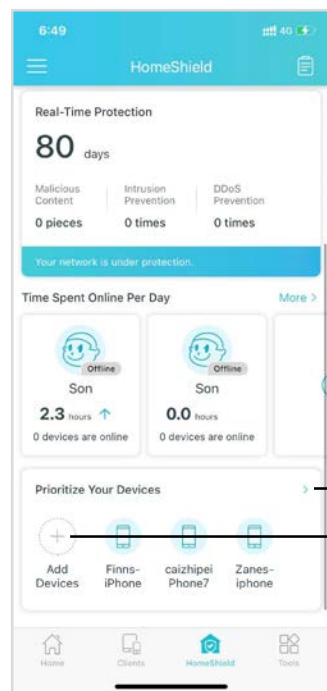 6:49
4G
HomeShield
Real-Time Protection
80 days
Malicious Content
Intrusion Prevention
DDoS Prevention
0 pieces
0 times
0 times
Your network is under protection.
Time Spent Online Per Day
More >
Offline
Son
2.3 hours ↑
0 devices are online
Offline
Son
0.0 hours
0 devices are online
Prioritize Your Devices
>
Add Devices
Finns-iPhone
caizhipei Phone7
Zanes-iphone
Home
Clients
HomeShield
Tools